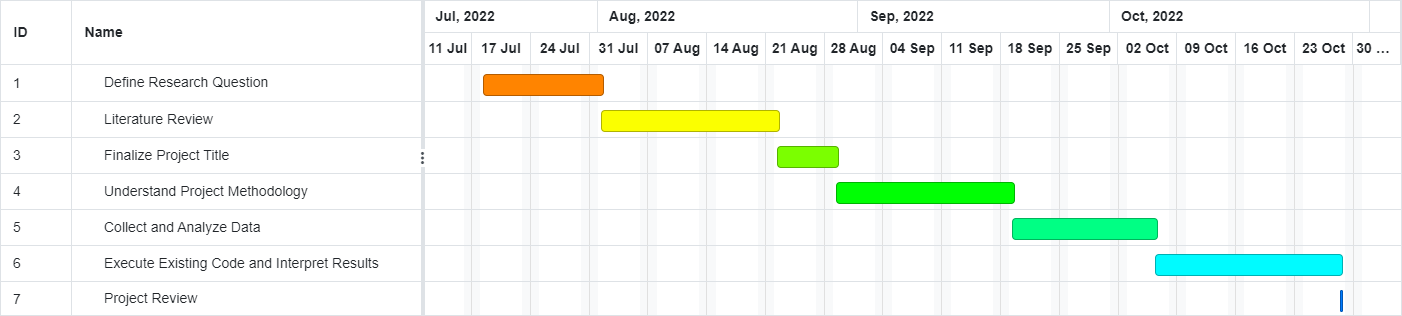 ID Name Jul, 2022 Aug, 2022 Sep, 2022 Oct, 2022
11 Jul 17 Jul 24 Jul 31 Jul 07 Aug 14 Aug 21 Aug 28 Aug 04 Sep 11 Sep 18 Sep 25 Sep 02 Oct 09 Oct 16 Oct 23 Oct 30 ...
1 Define Research Question
2 Literature Review
3 Finalize Project Title
4 Understand Project Methodology
5 Collect and Analyze Data
6 Execute Existing Code and Interpret Results
7 Project Review